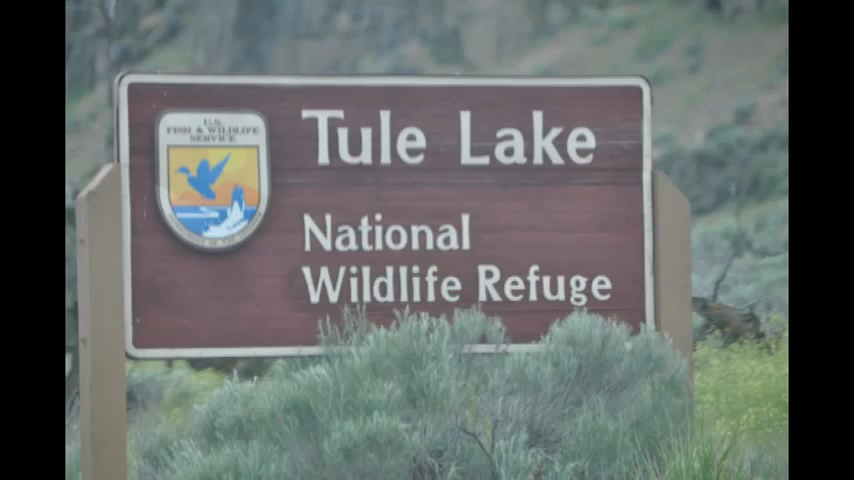 U.S.
FISH & WILDLIFE
SERVICE
Tule Lake
National
Wildlife Refuge